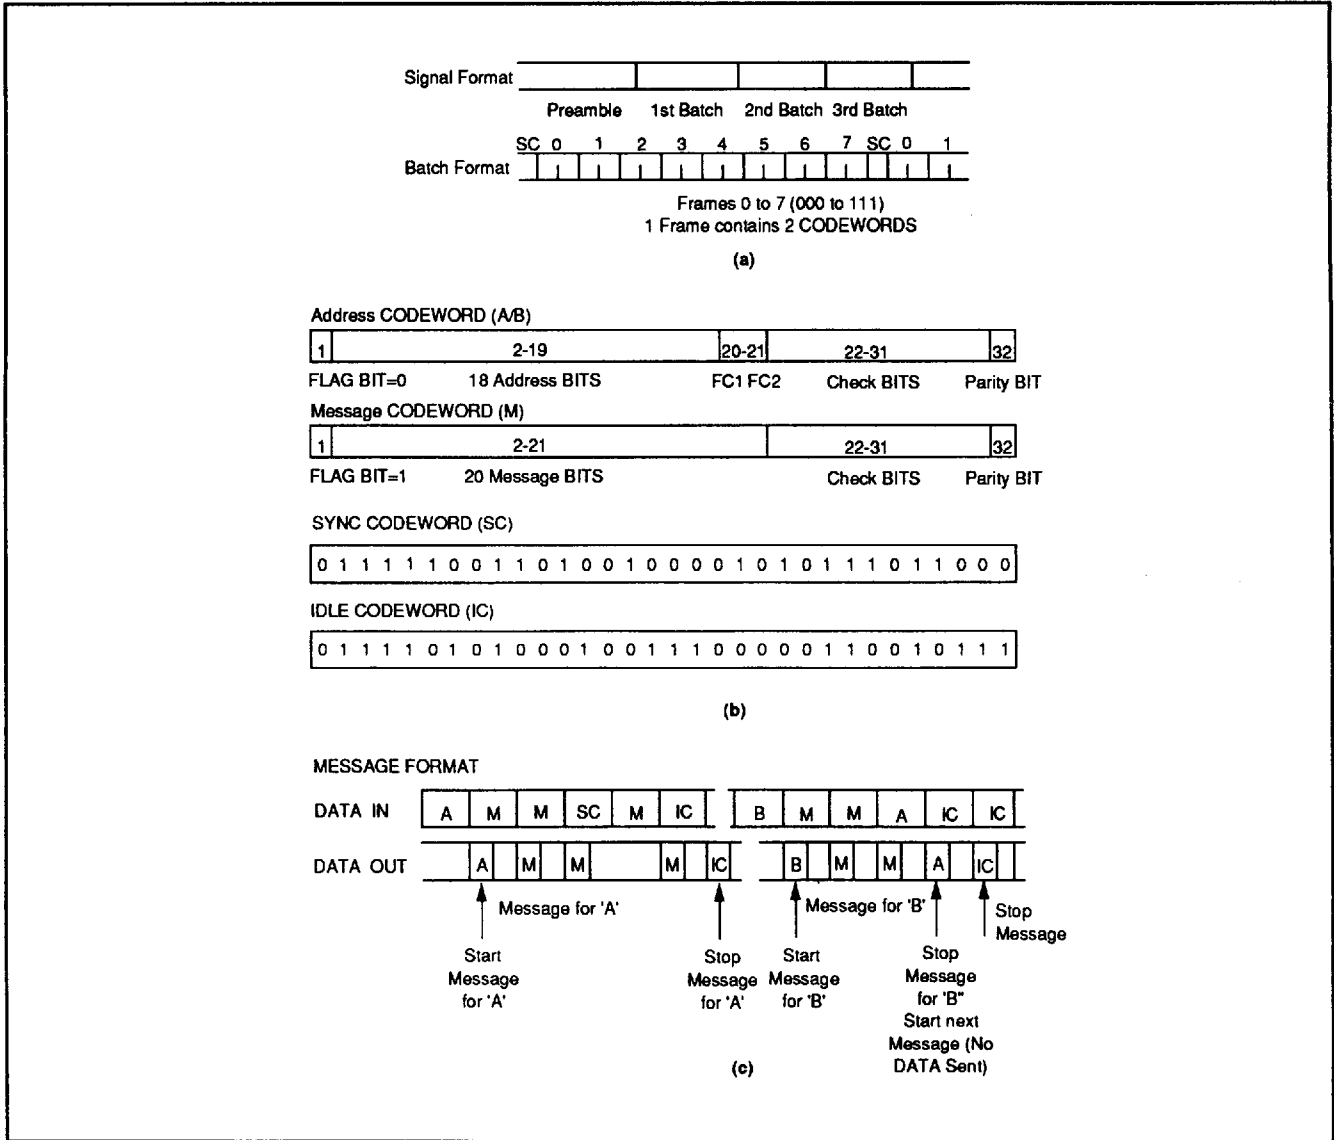 Signal Format
Preamble 1st Batch 2nd Batch 3rd Batch
SC 0 1 2 3 4 5 6 7 SC 0 1
Batch Format
Frames 0 to 7 (000 to 111)
1 Frame contains 2 CODEWORDS
(a)
Address CODEWORD (A/B)
1 2-19 20-21 22-31 32
FLAG BIT=0 18 Address BITS FC1 FC2 Check BITS Parity BIT
Message CODEWORD (M)
1 2-21 22-31 32
FLAG BIT=1 20 Message BITS Check BITS Parity BIT
SYNC CODEWORD (SC)
0 1 1 1 1 1 0 0 1 1 0 1 0 0 1 0 0 0 0 1 0 1 0 1 1 1 0 1 1 0 0 0
IDLE CODEWORD (IC)
0 1 1 1 1 0 1 0 1 0 0 0 1 0 0 1 1 1 0 0 0 0 0 1 1 0 0 1 0 1 1 1
(b)
MESSAGE FORMAT
DATA IN A M M SC M IC B M M A IC IC
DATA OUT A M M M IC B M M A IC
Message for 'A'
Message for 'B'
Start
Message
for 'A'
Stop
Message
for 'A'
Start
Message
for 'B'
Stop
Message
for 'B"
Start next
Message (No
DATA Sent)
Stop
Message
(c)